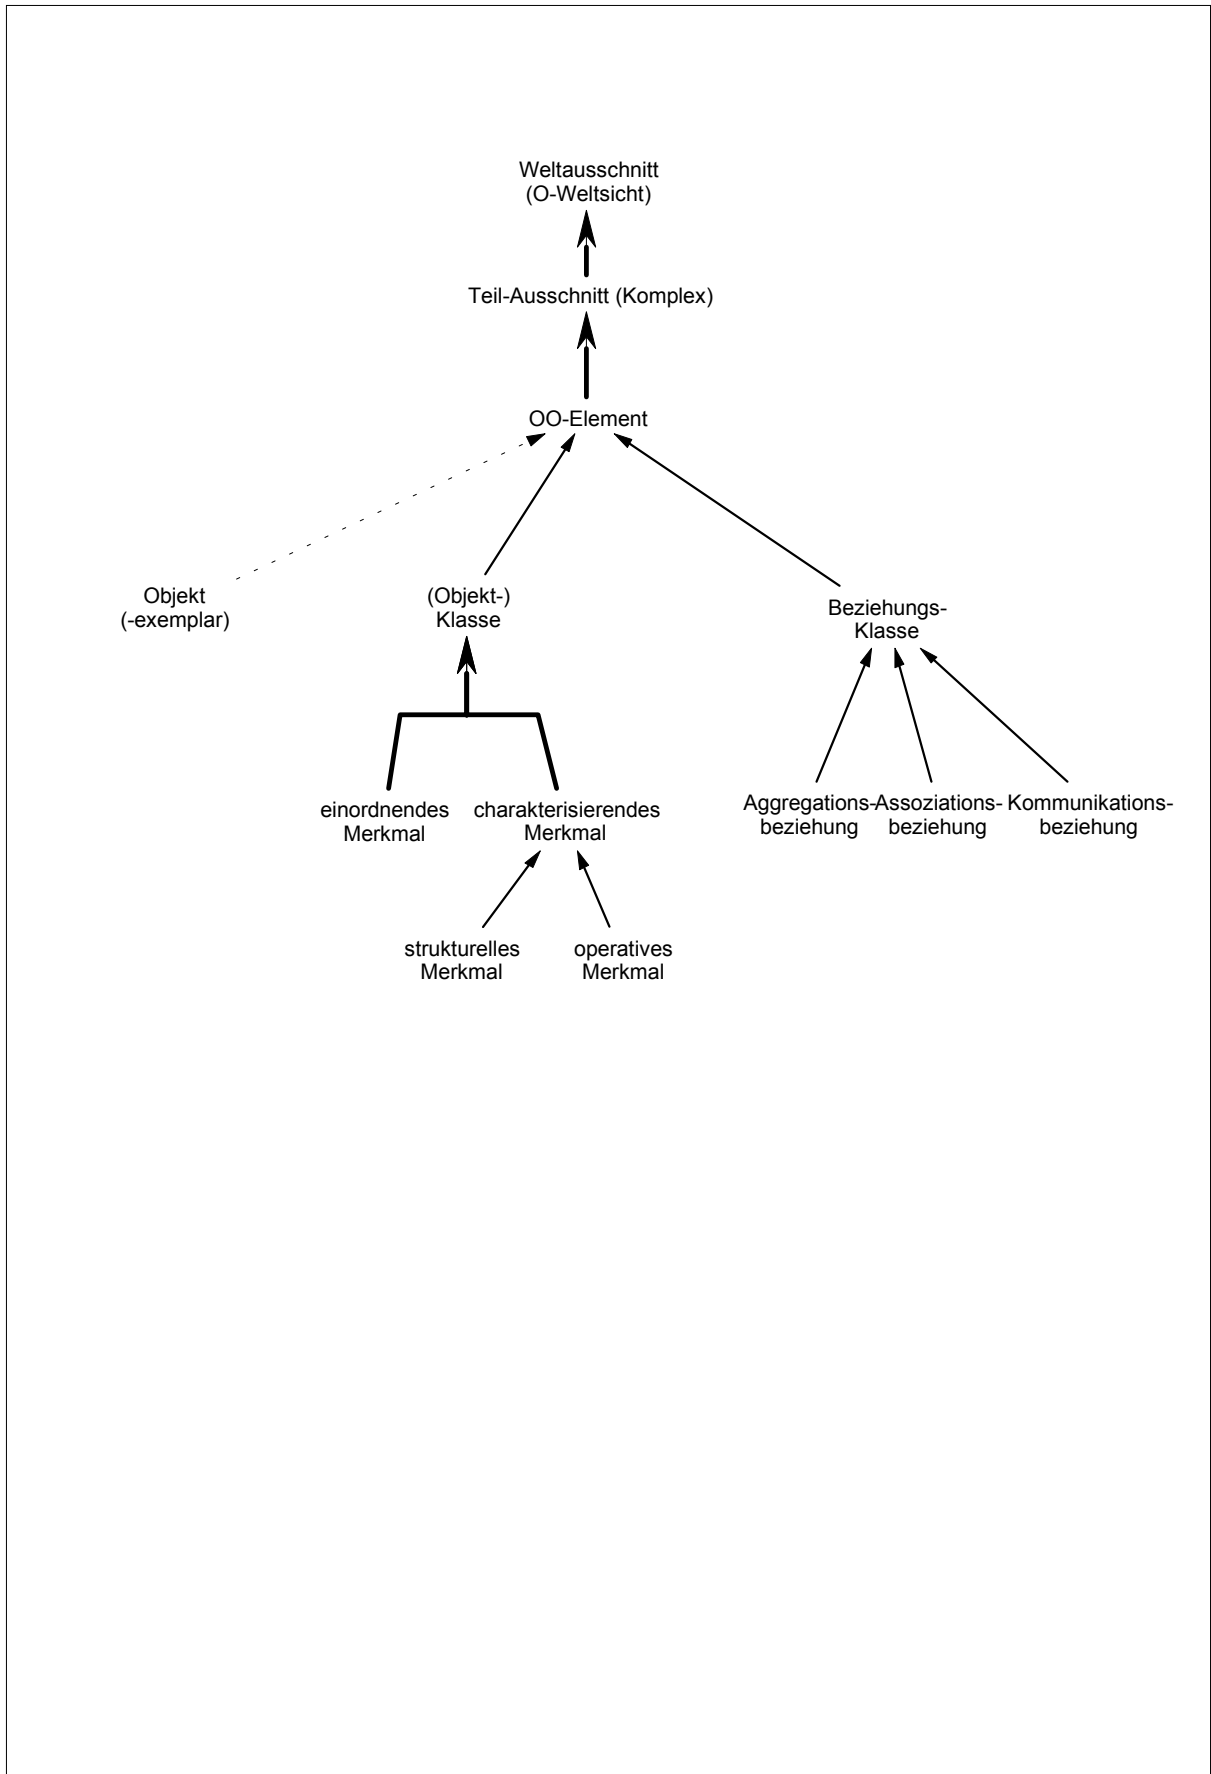 Weltausschnitt
(O-Weltsicht)
Teil-Ausschnitt (Komplex)
OO-Element
Objekt
(-exemplar)
(Objekt-)
Klasse
Beziehungs-
Klasse
einordnendes
Merkmal
charakterisierendes
Merkmal
Aggregations-
beziehung
Assoziations-
beziehung
Kommunikations-
beziehung
strukturelles
Merkmal
operatives
Merkmal